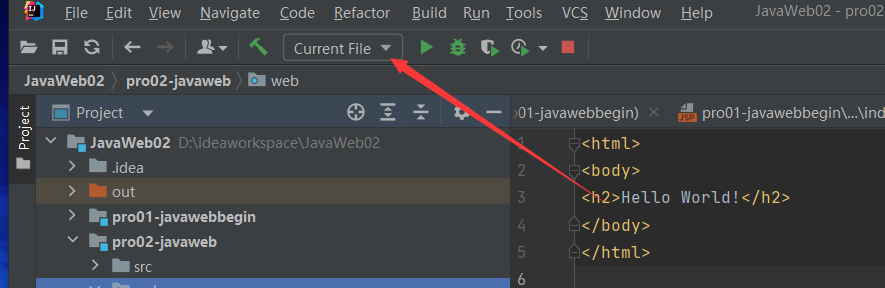 File Edit View Navigate Code Refactor Build Run Tools VCS Window Help JavaWeb02 - pro02-
Current File
JavaWeb02 pro02-javaweb web
Project
Project
01-javawebbegin) pro01-javawebbegin\...\ind
JavaWeb02 D:\ideaworkspace\JavaWeb02
.idea
out
pro01-javawebbegin
pro02-javaweb
src
1 <html>
2 <body>
3 <h2>Hello World!</h2>
4 </body>
5 </html>
6